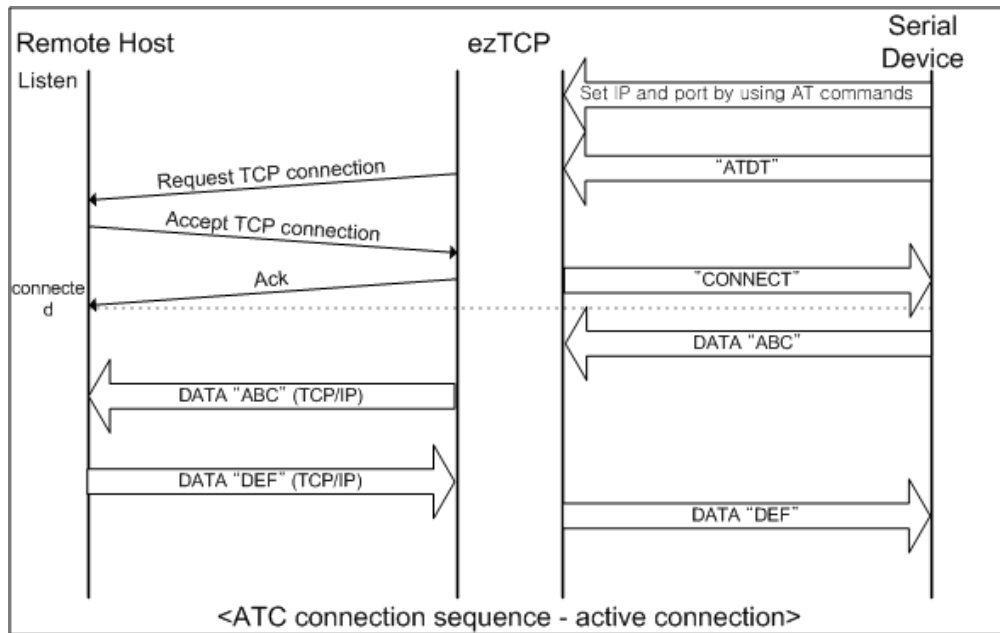 Remote Host
ezTCP
Serial
Device
Listen
Set IP and port by using AT commands
"ATDT"
Request TCP connection
Accept TCP connection
Ack
"CONNECT"
connecte
d
DATA "ABC"
DATA "ABC" (TCP/IP)
DATA "DEF" (TCP/IP)
DATA "DEF"
<ATC connection sequence - active connection>